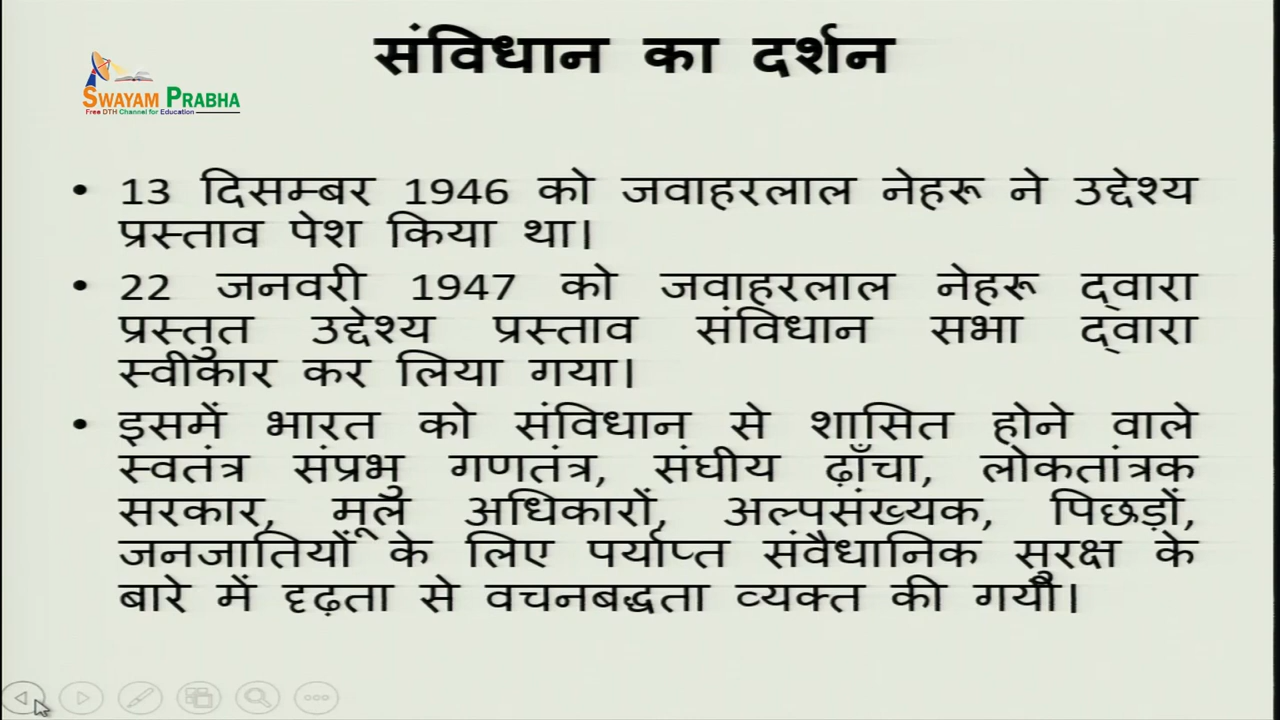 संविधान का दर्शन
SWAYAM PRABHA
Free DTH Channel for Education
• 13 दिसम्बर 1946 को जवाहरलाल नेहरू ने उद्देश्य
प्रस्ताव पेश किया था।
• 22 जनवरी 1947 को जवाहरलाल नेहरू द्वारा
प्रस्तुत उद्देश्य प्रस्ताव संविधान सभा द्वारा
स्वीकार कर लिया गया।
• इसमें भारत को संविधान से शासित होने वाले
स्वतंत्र संप्रभु गणतंत्र, संघीय ढ़ाँचा, लोकतांत्रक
सरकार, मूल अधिकारों, अल्पसंख्यक, पिछड़ों,
जनजातियों के लिए पर्याप्त संवैधानिक सुरक्ष के
बारे में दृढ़ता से वचनबद्धता व्यक्त की गयी।